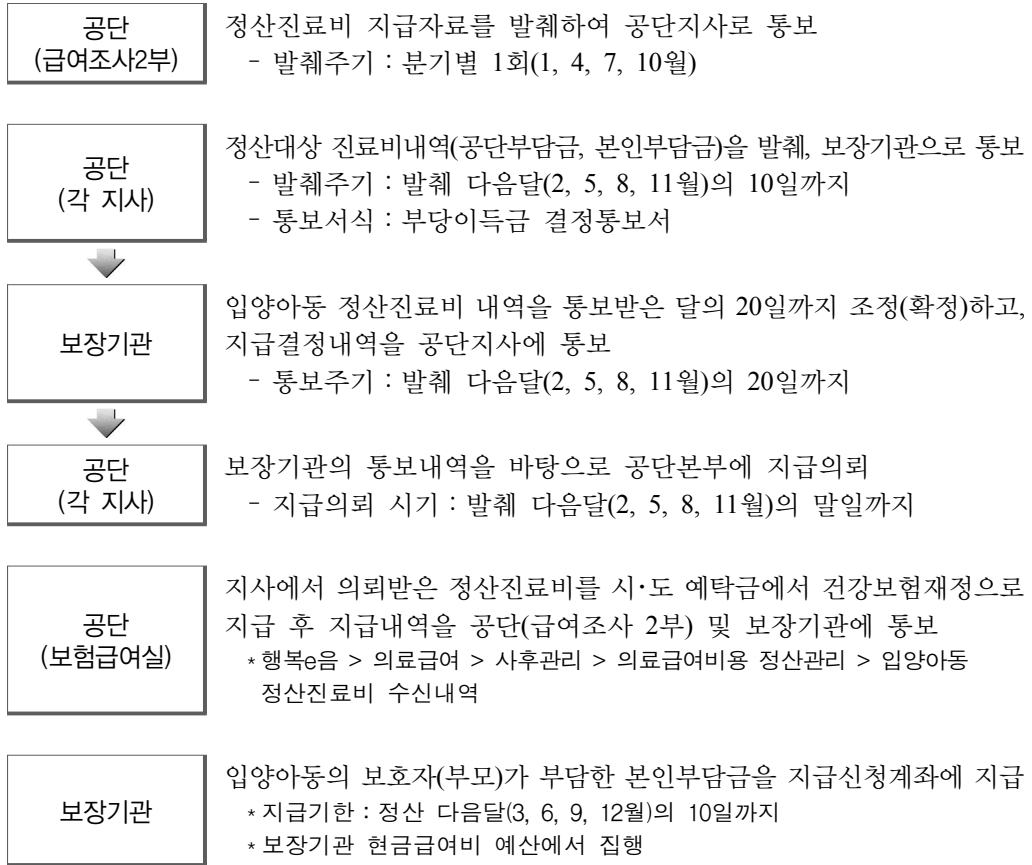 공단
(급여조사2부)
정산진료비 지급자료를 발췌하여 공단지사로 통보
- 발췌주기 : 분기별 1회(1, 4, 7, 10월)
공단
(각 지사)
정산대상 진료비내역(공단부담금, 본인부담금)을 발췌, 보장기관으로 통보
- 발췌주기 : 발췌 다음달(2, 5, 8, 11월)의 10일까지
- 통보서식 : 부당이득금 결정통보서
보장기관
입양아동 정산진료비 내역을 통보받은 달의 20일까지 조정(확정)하고,
지급결정내역을 공단지사에 통보
- 통보주기 : 발췌 다음달(2, 5, 8, 11월)의 20일까지
공단
(각 지사)
보장기관의 통보내역을 바탕으로 공단본부에 지급의뢰
- 지급의뢰 시기 : 발췌 다음달(2, 5, 8, 11월)의 말일까지
공단
(보험급여실)
지사에서 의뢰받은 정산진료비를 시·도 예탁금에서 건강보험재정으로
지급 후 지급내역을 공단(급여조사 2부) 및 보장기관에 통보
* 행복e음 > 의료급여 > 사후관리 > 의료급여비용 정산관리 > 입양아동
정산진료비 수신내역
보장기관
입양아동의 보호자(부모)가 부담한 본인부담금을 지급신청계좌에 지급
* 지급기한 : 정산 다음달(3, 6, 9, 12월)의 10일까지
* 보장기관 현금급여비 예산에서 집행